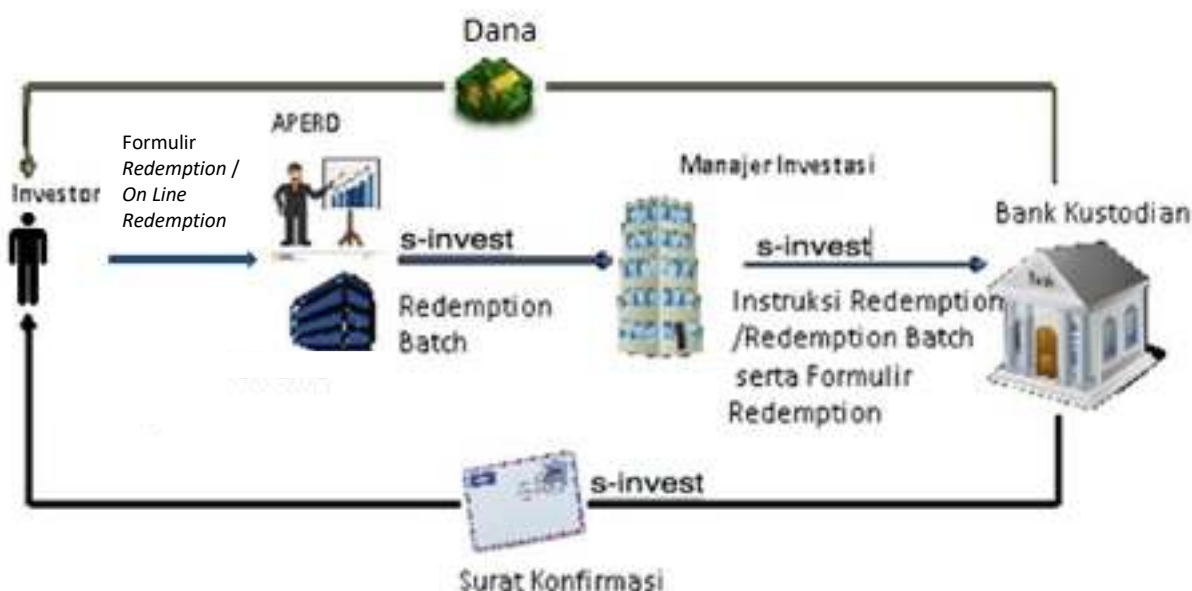 Dana
APERD
Formulir
Redemption /
On Line
Redemption
Investor
s-invest
Redemption
Batch
Manajer Investasi
s-invest
Instruksi Redemption
/Redemption Batch
serta Formulir
Redemption
Bank Kustodian
Bank
s-invest
Surat Konfirmasi